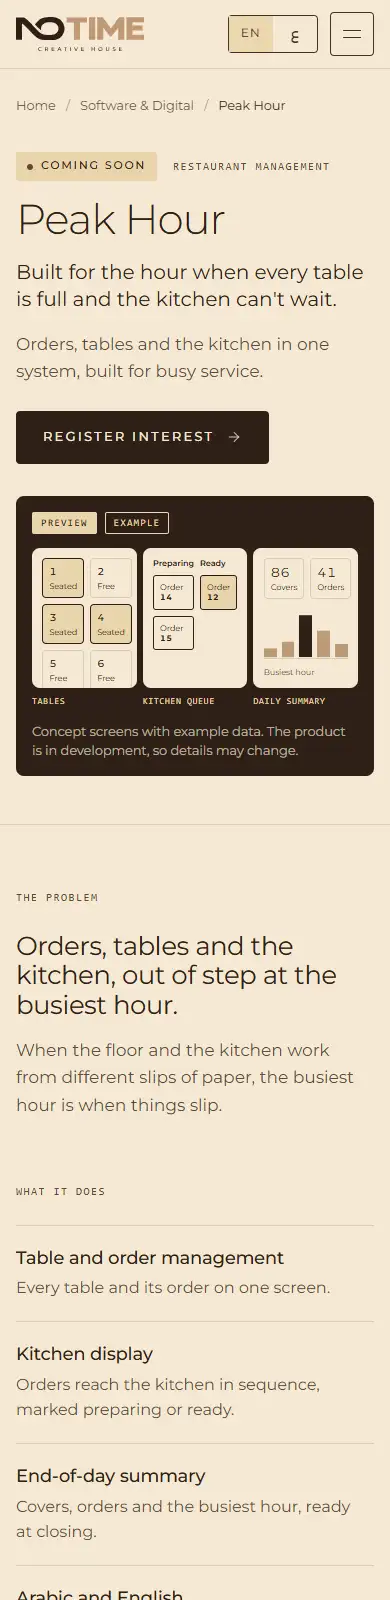 NOTIME
CREATIVE HOUSE
EN
ع
Home / Software & Digital / Peak Hour
COMING SOON
RESTAURANT MANAGEMENT
Peak Hour
Built for the hour when every table
is full and the kitchen can't wait.
Orders, tables and the kitchen in one
system, built for busy service.
REGISTER INTEREST →
PREVIEW
EXAMPLE
1
Seated
2
Free
3
Seated
4
Seated
5
Free
6
Free
TABLES
Preparing
Ready
Order
14
Order
12
Order
15
KITCHEN QUEUE
86
Covers
41
Orders
Busiest hour
DAILY SUMMARY
Concept screens with example data. The product
is in development, so details may change.
THE PROBLEM
Orders, tables and the
kitchen, out of step at the
busiest hour.
When the floor and the kitchen work
from different slips of paper, the busiest
hour is when things slip.
WHAT IT DOES
Table and order management
Every table and its order on one screen.
Kitchen display
Orders reach the kitchen in sequence,
marked preparing or ready.
End-of-day summary
Covers, orders and the busiest hour, ready
at closing.
Arabic and English